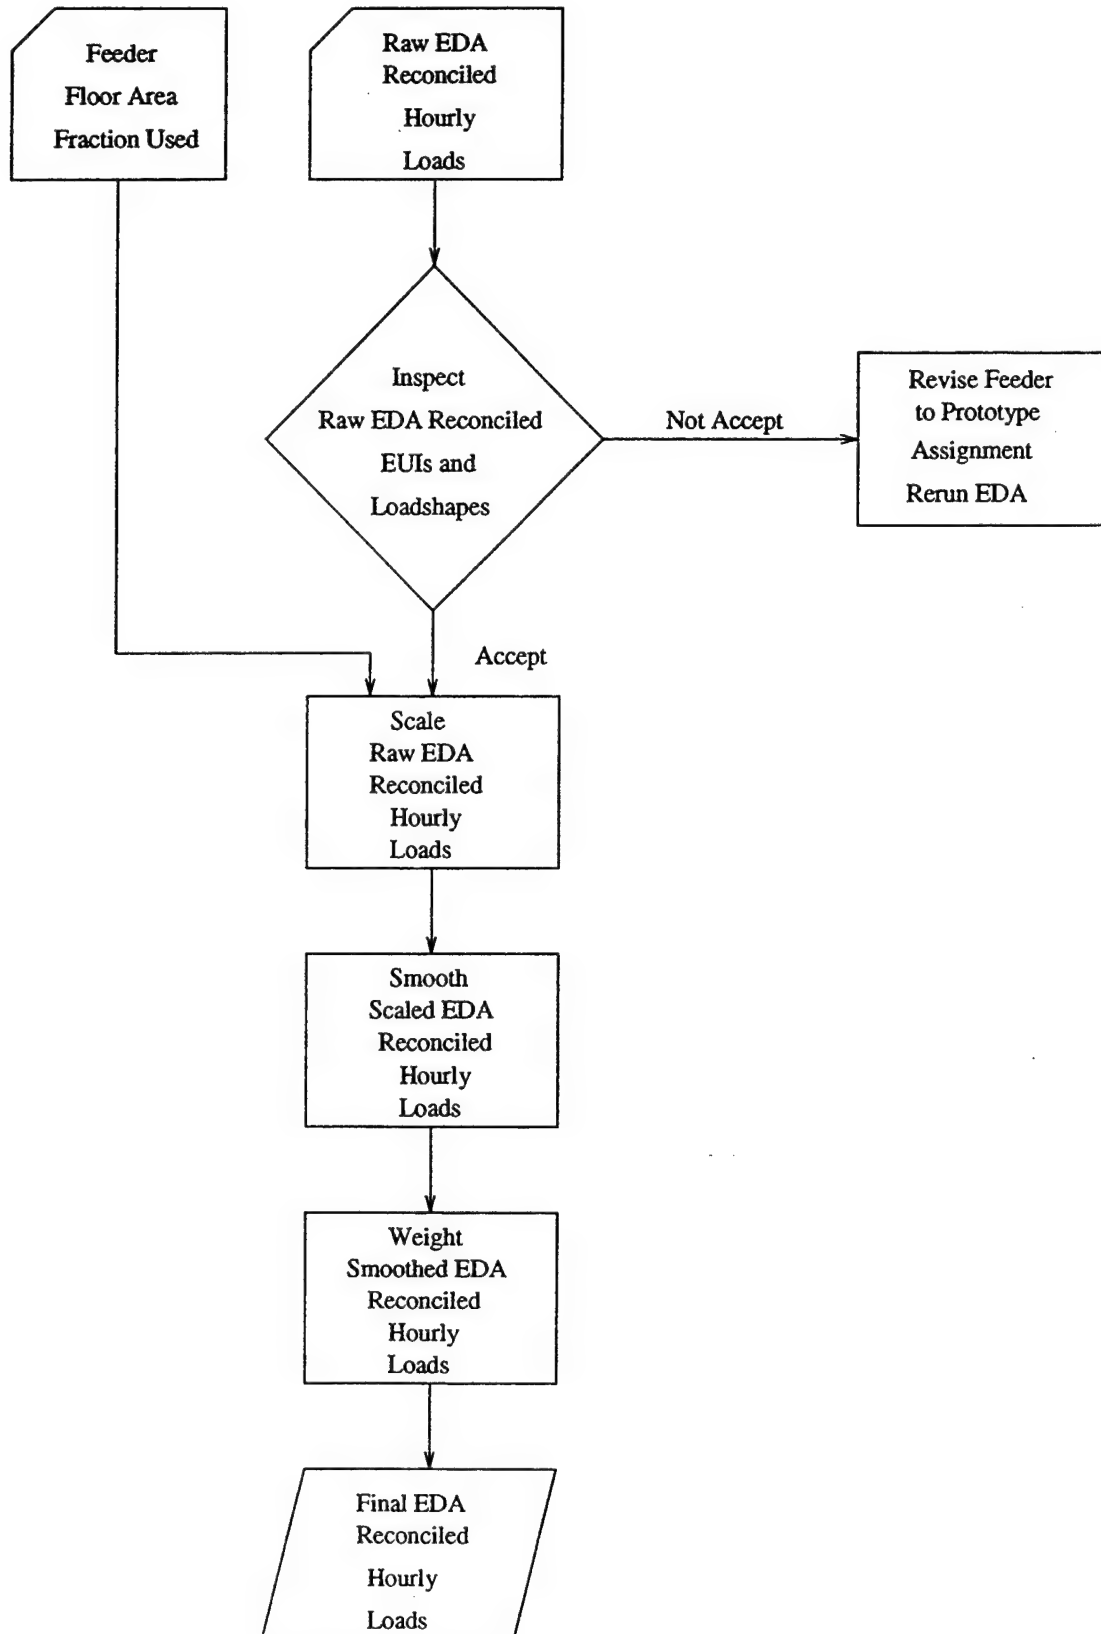 Feeder
Floor Area
Fraction Used
Raw EDA
Reconciled
Hourly
Loads
Inspect
Raw EDA Reconciled
EUIs and
Loadshapes
Not Accept
Revise Feeder
to Prototype
Assignment
Rerun EDA
Accept
Scale
Raw EDA
Reconciled
Hourly
Loads
Smooth
Scaled EDA
Reconciled
Hourly
Loads
Weight
Smoothed EDA
Reconciled
Hourly
Loads
Final EDA
Reconciled
Hourly
Loads